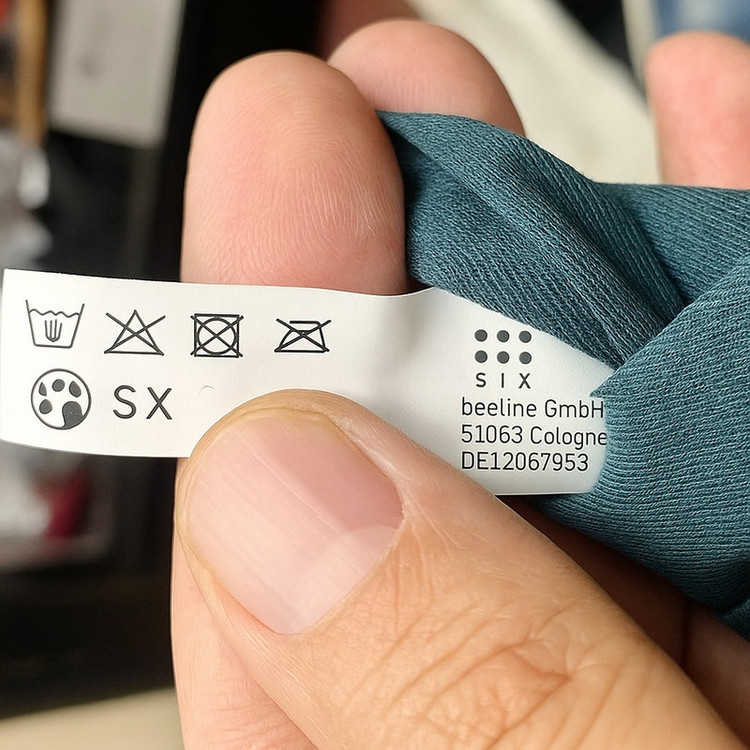 SX
SIX
beeline GmbH
51063 Cologne
DE12067953